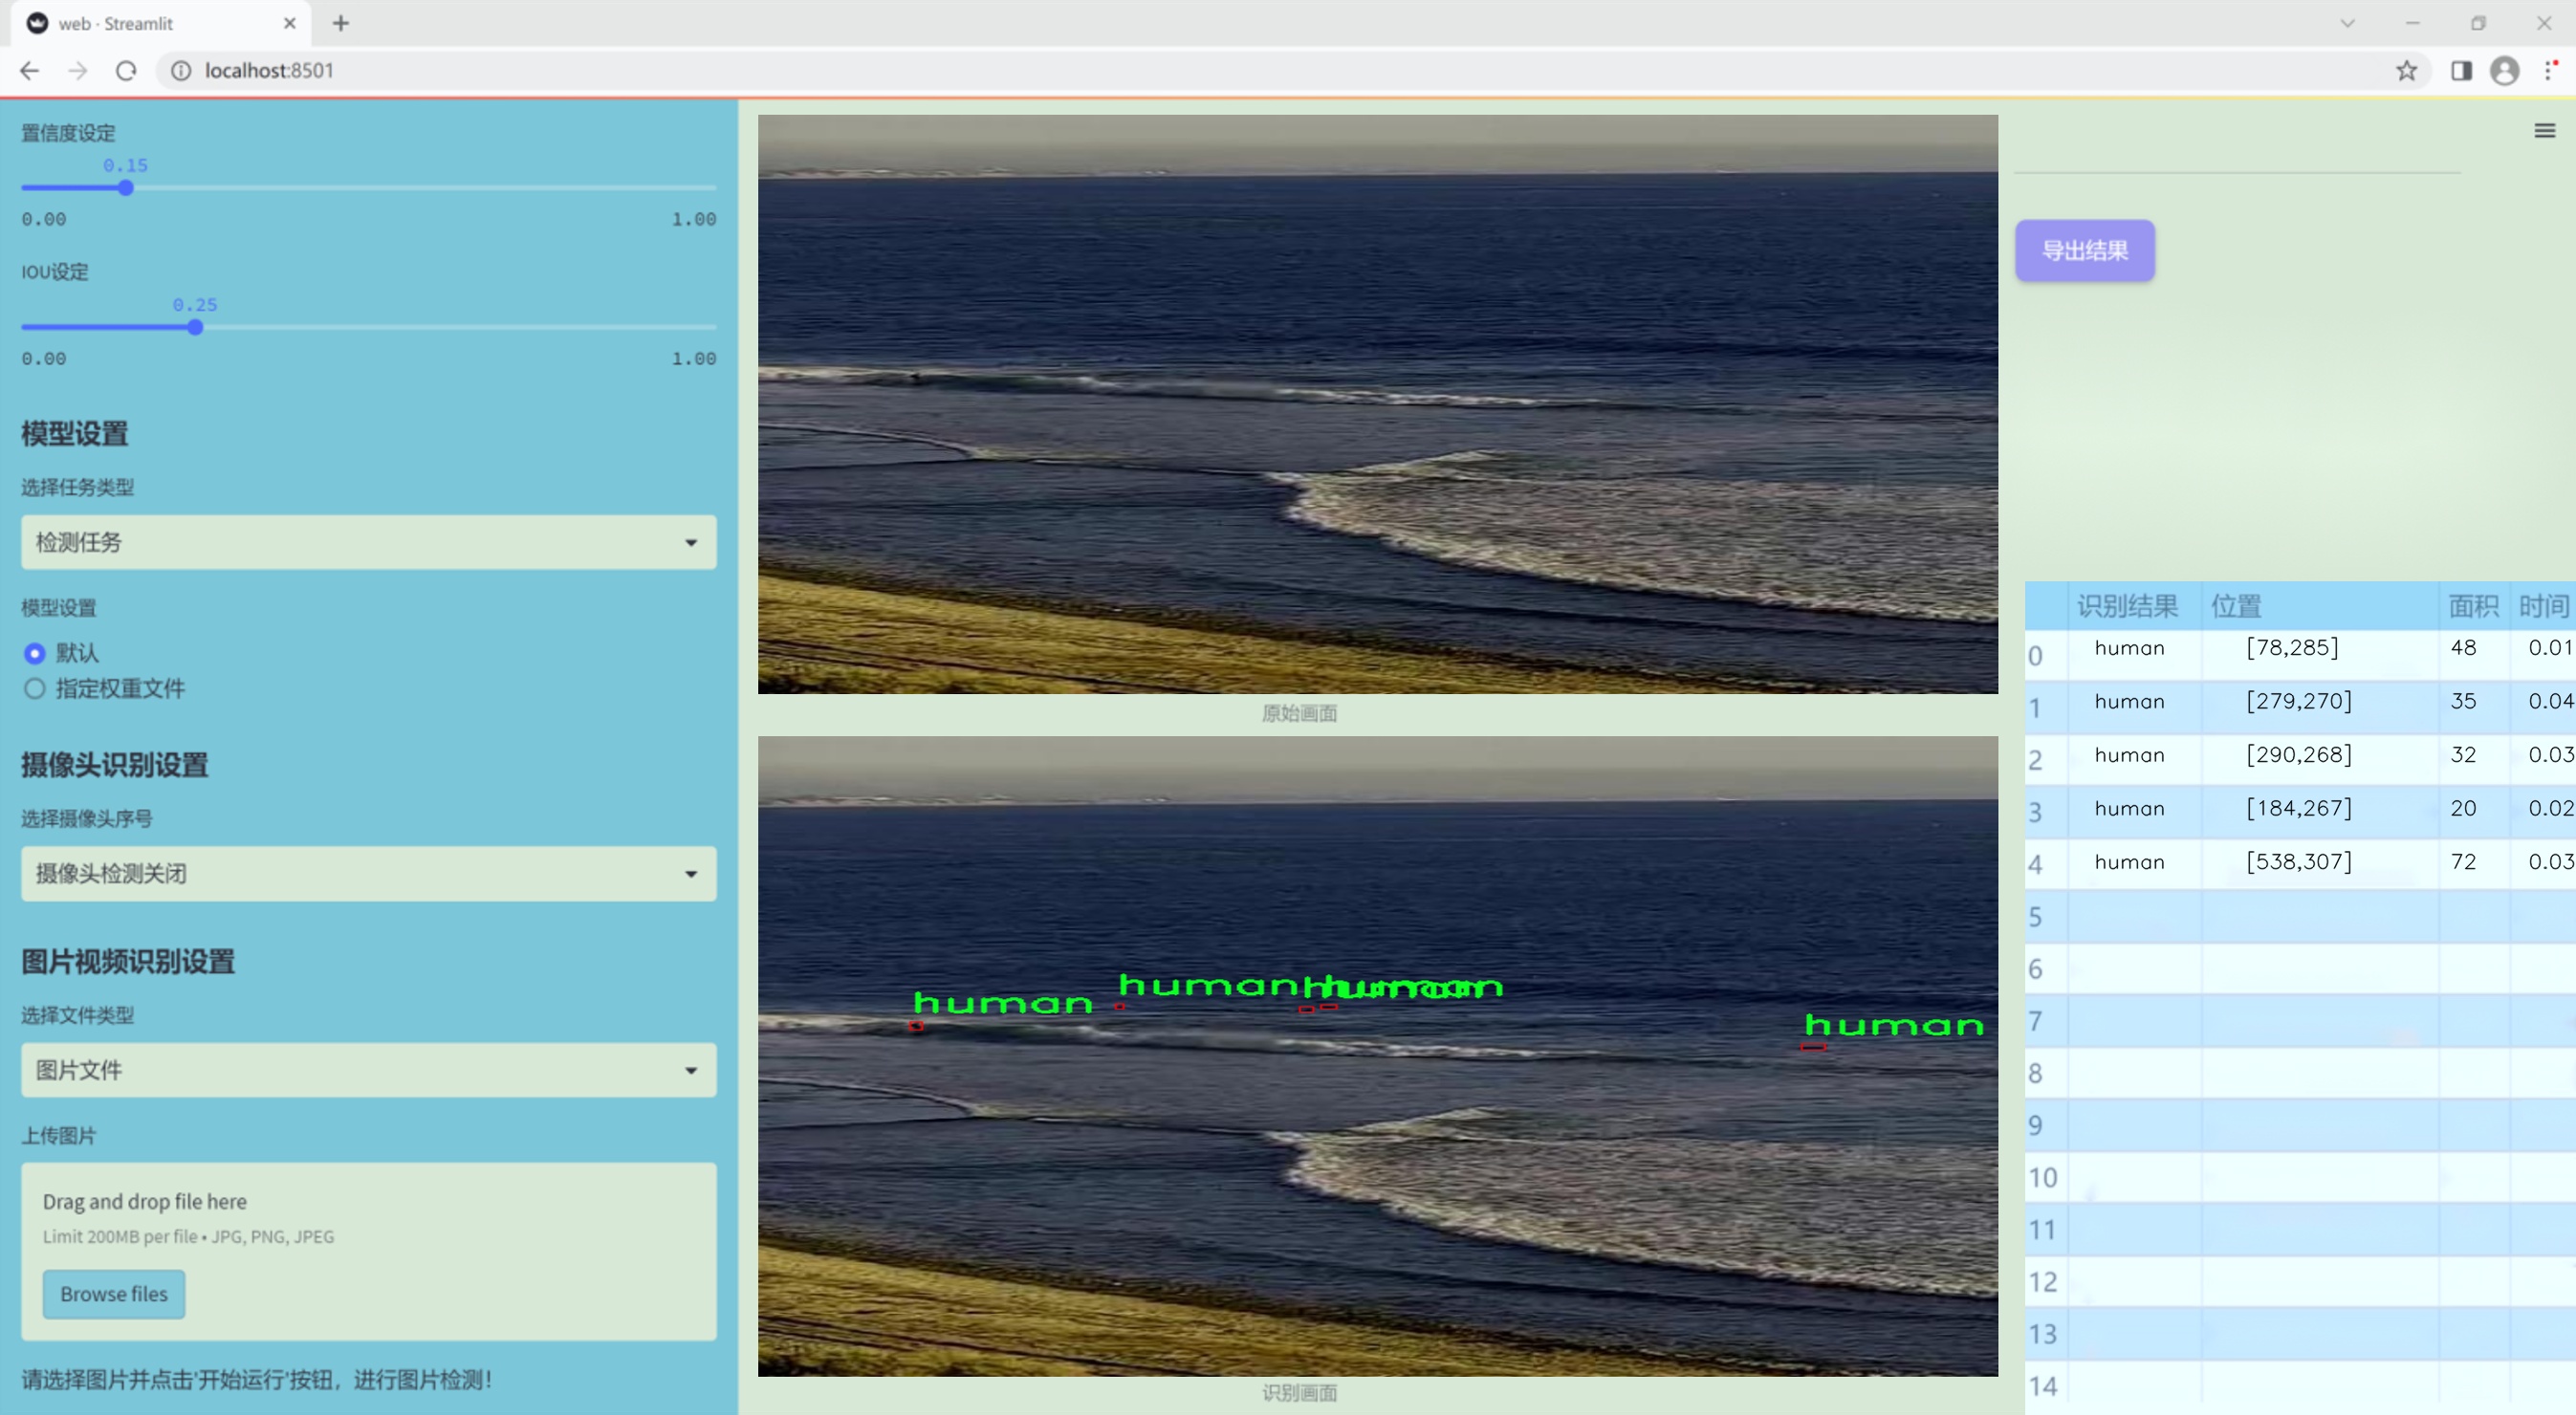 web · Streamlit
localhost:8501
置信度设定
0.15
0.00 1.00
IOU设定
0.25
0.00 1.00
模型设置
选择任务类型
检测任务
模型设置
默认
指定权重文件
摄像头识别设置
选择摄像头序号
摄像头检测关闭
图片视频识别设置
选择文件类型
图片文件
上传图片
Drag and drop file here
Limit 200MB per file • JPG, PNG, JPEG
Browse files
请选择图片并点击'开始运行'按钮，进行图片检测！
原始画面
human
human
human
human
human
识别画面
导出结果
识别结果 位置 面积 时间
0 human [78,285] 48 0.01
1 human [279,270] 35 0.04
2 human [290,268] 32 0.03
3 human [184,267] 20 0.02
4 human [538,307] 72 0.03
5
6
7
8
9
10
11
12
13
14